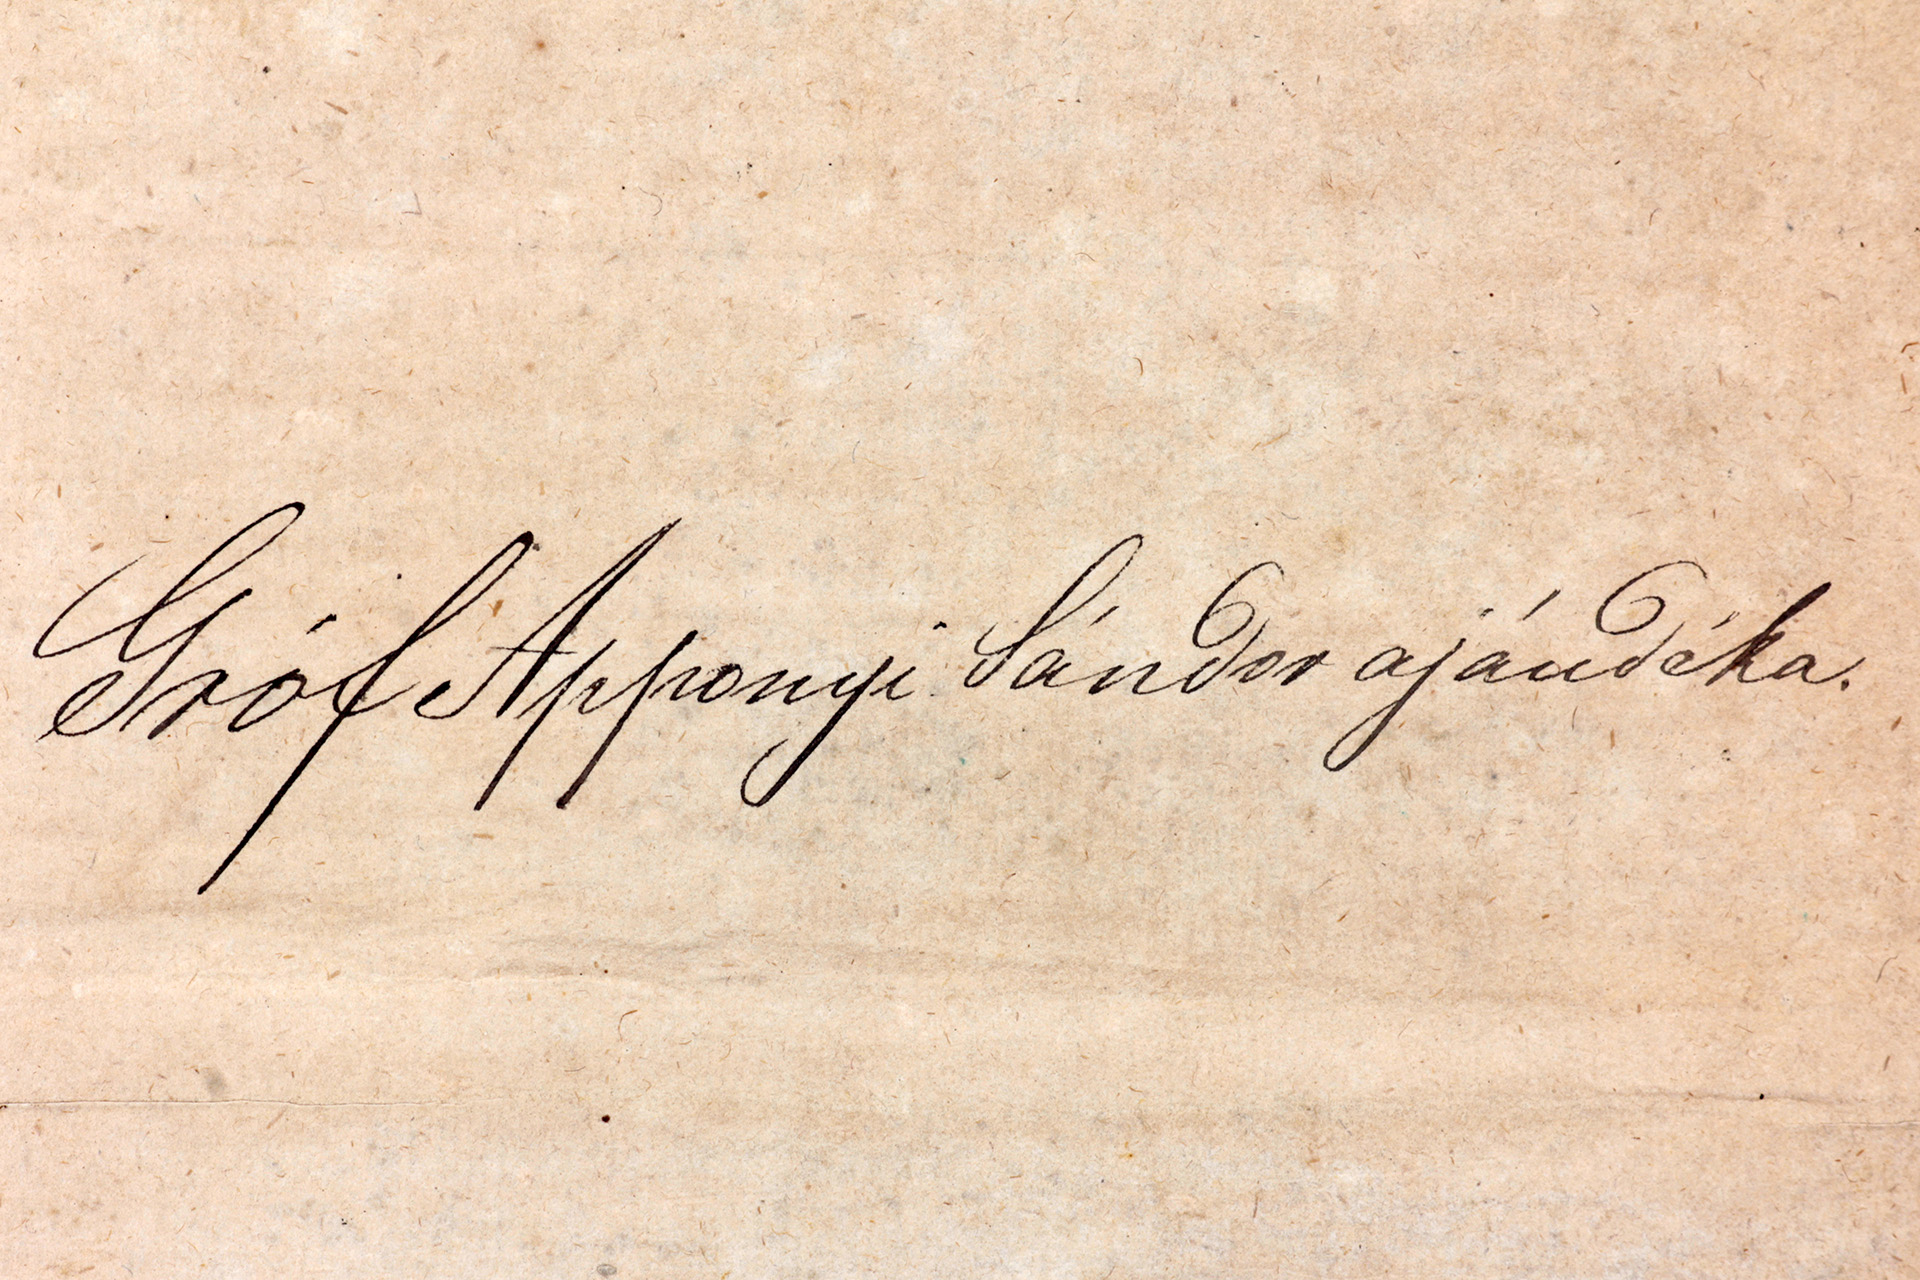 Gróf Apponyi Sándor ajándéka.